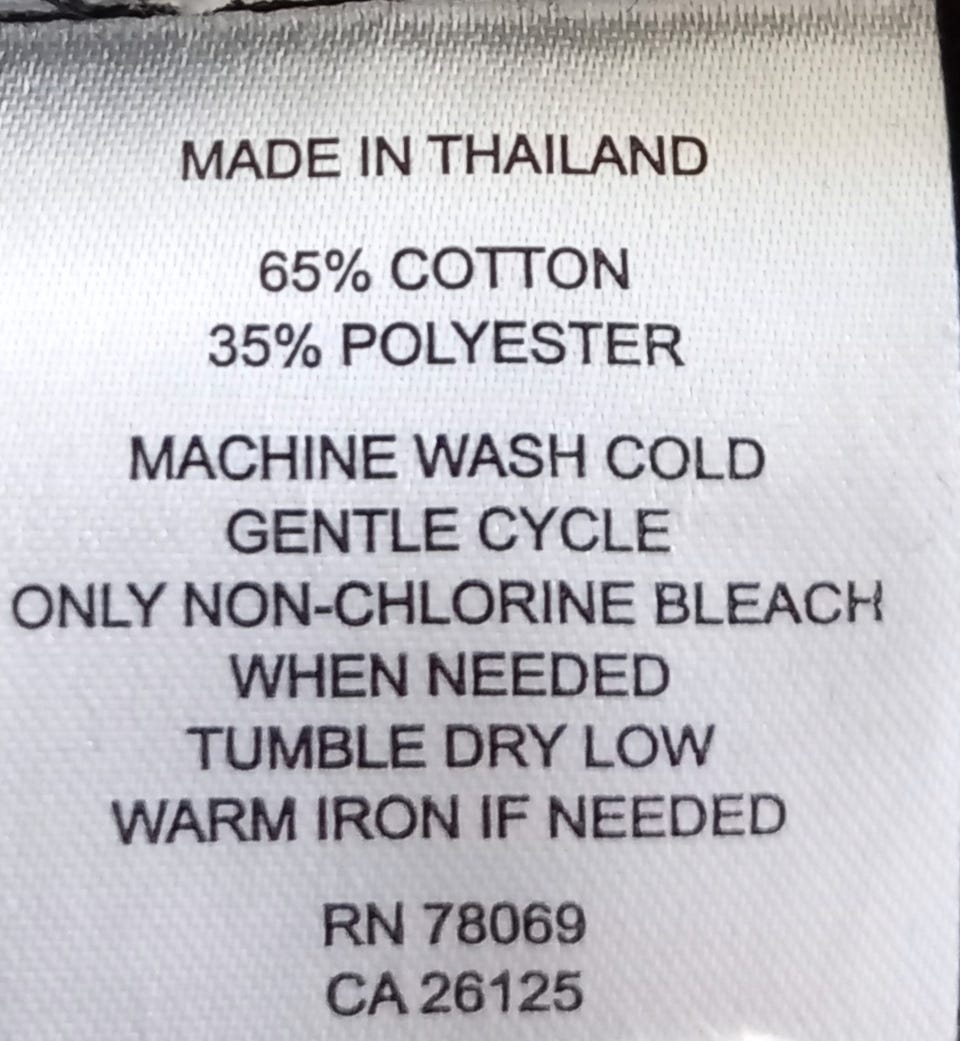 MADE IN THAILAND
65% COTTON
35% POLYESTER
MACHINE WASH COLD
GENTLE CYCLE
ONLY NON-CHLORINE BLEACH
WHEN NEEDED
TUMBLE DRY LOW
WARM IRON IF NEEDED
RN 78069
CA 26125